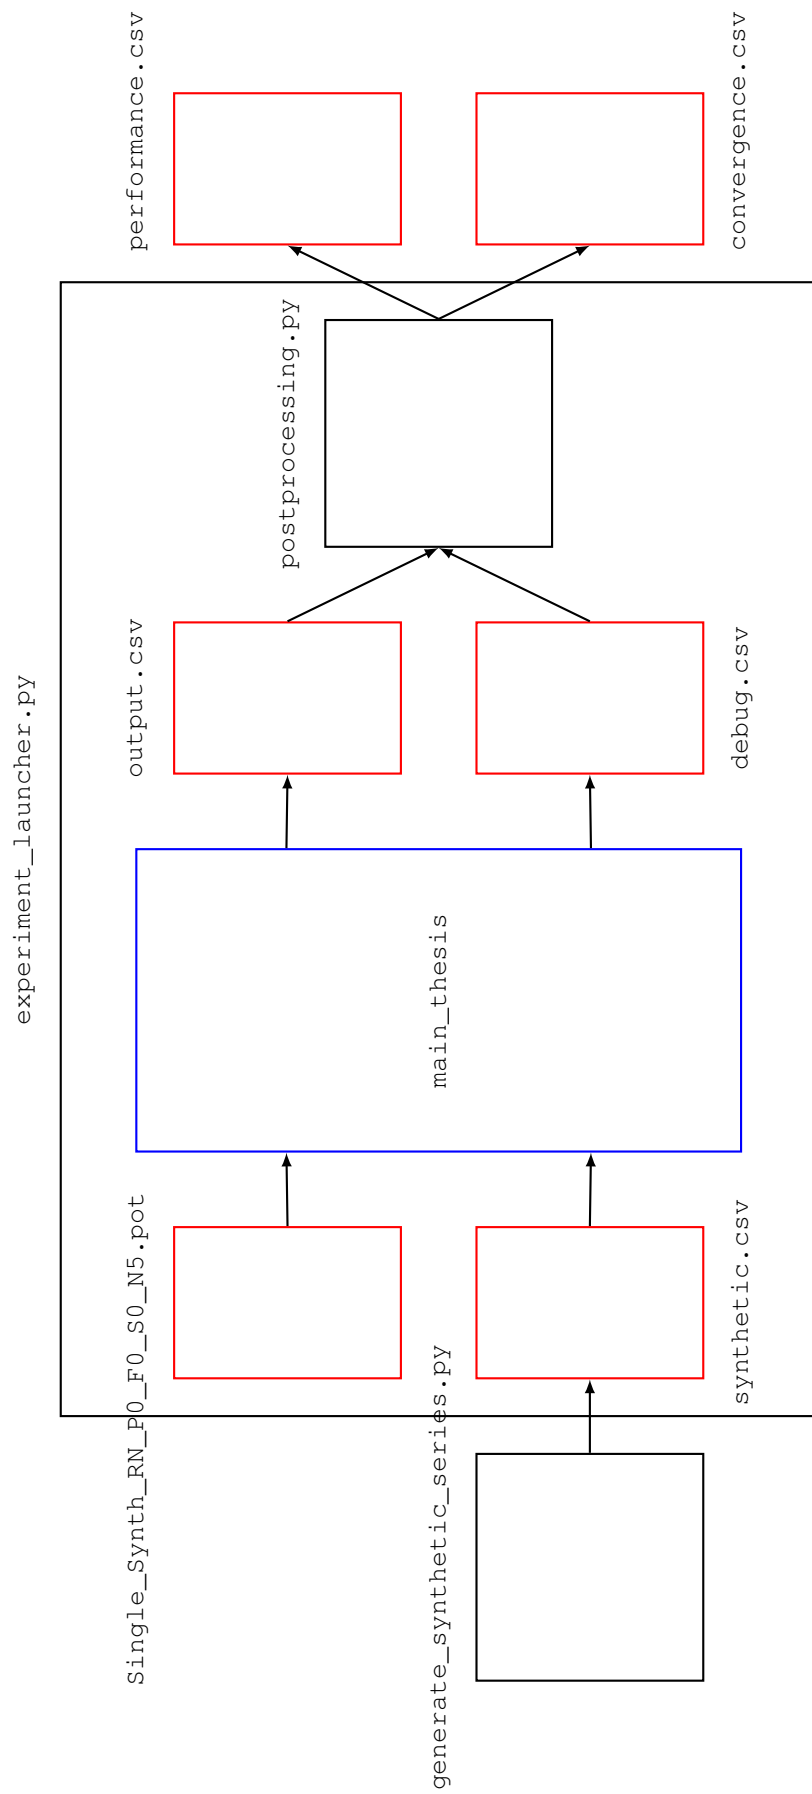 experiment_launcher.py
Single_Synth_RN_P0_F0_S0_N5.pot
output.csv
performance.csv
generate_synthetic_series.py
main_thesis
postprocessing.py
synthetic.csv
debug.csv
convergence.csv